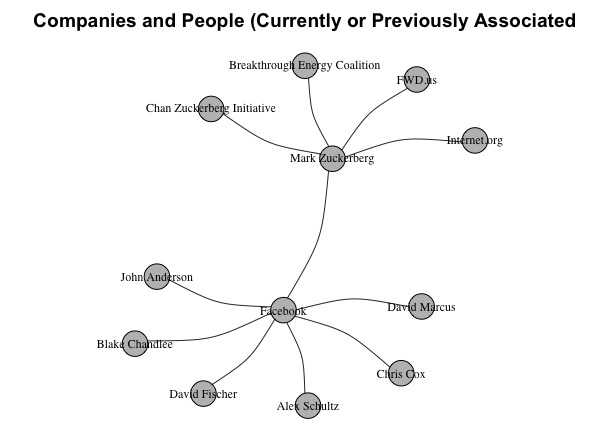 Companies and People (Currently or Previously Associated
Breakthrough Energy Coalition
FWD.us
Chan Zuckerberg Initiative
Internet.org
Mark Zuckerberg
John Anderson
Facebook
David Marcus
Blake Chandlee
Chris Cox
David Fischer
Alex Schultz